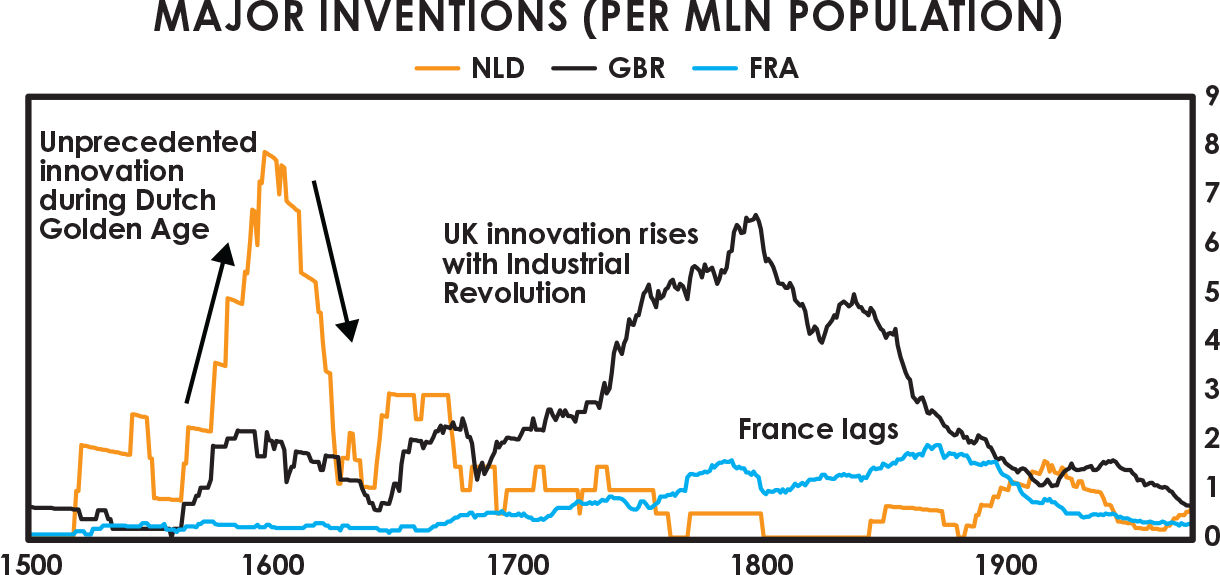 MAJOR INVENTIONS (PER MLN POPULATION)
NLD GBR FRA
9
Unprecedented
innovation
during Dutch
Golden Age
8
7
UK innovation rises
with Industrial
Revolution
6
5
4
3
France lags
2
1
0
1500 1600 1700 1800 1900